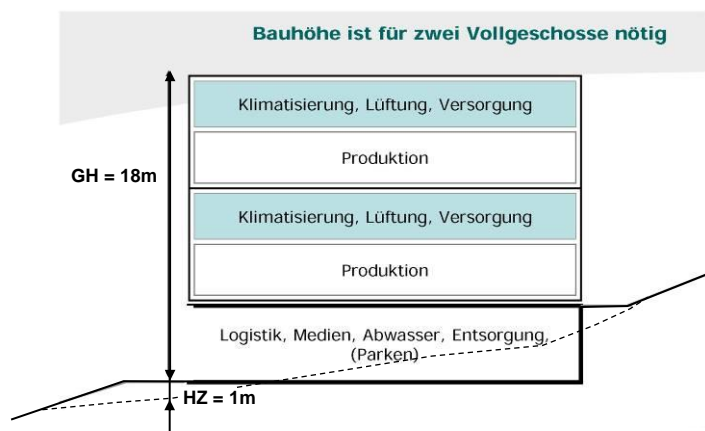 Bauhöhe ist für zwei Vollgeschosse nötig
Klimatisierung, Lüftung, Versorgung
Produktion
GH = 18m
Klimatisierung, Lüftung, Versorgung
Produktion
Logistik, Medien, Abwasser, Entsorgung,
(Parken)
HZ = 1m